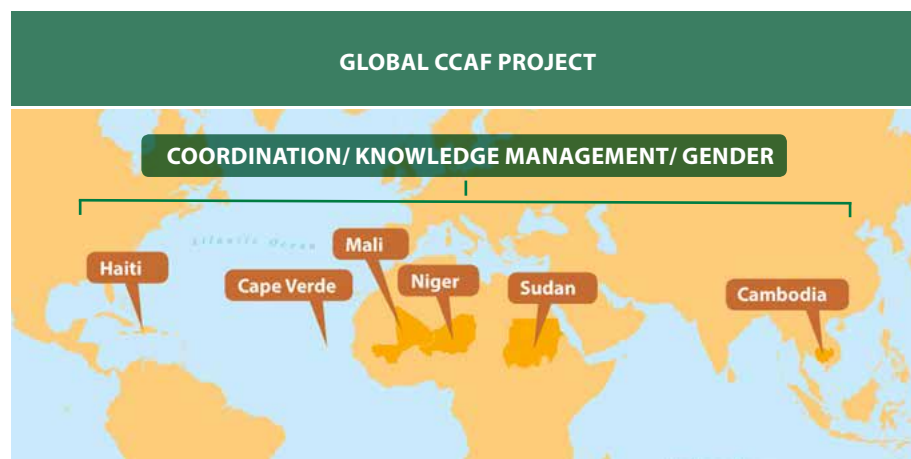 GLOBAL CCAF PROJECT
COORDINATION/ KNOWLEDGE MANAGEMENT/ GENDER
Atlantic Ocean
Mali
Haiti
Cape Verde
Niger
Sudan
Cambodia